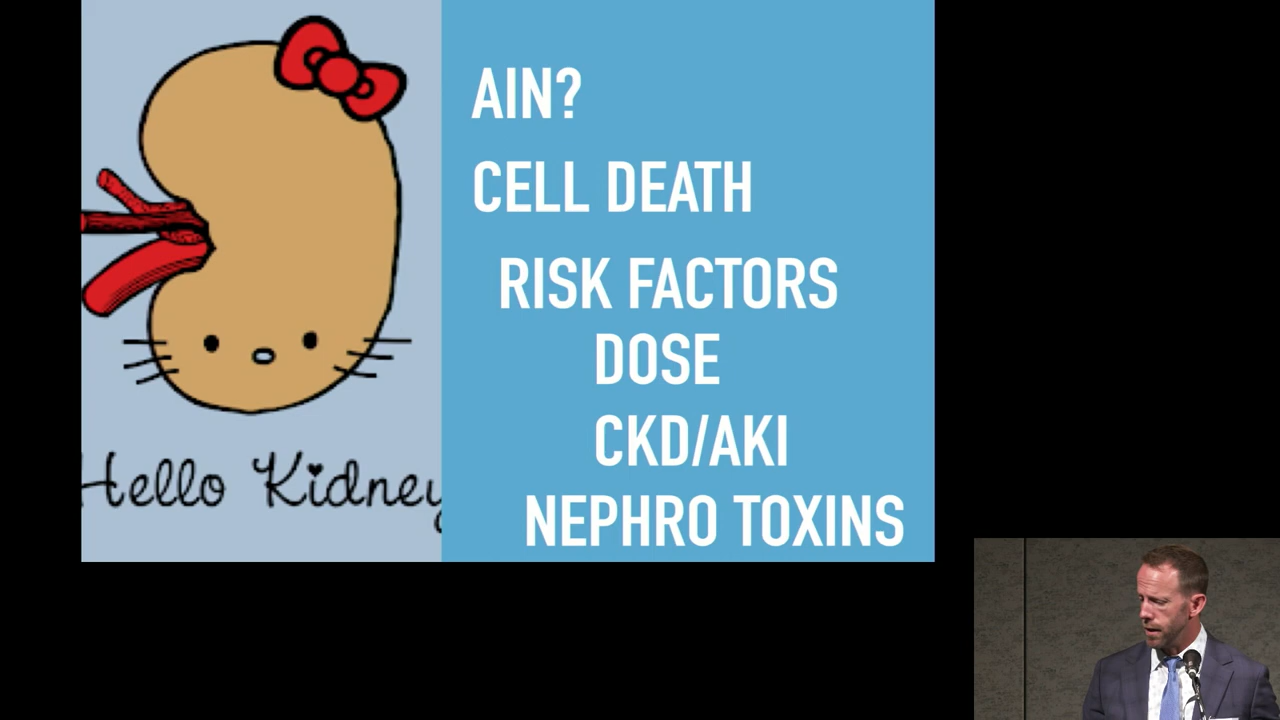 AIN?
CELL DEATH
RISK FACTORS
DOSE
CKD/AKI
NEPHRO TOXINS
Hello Kidney